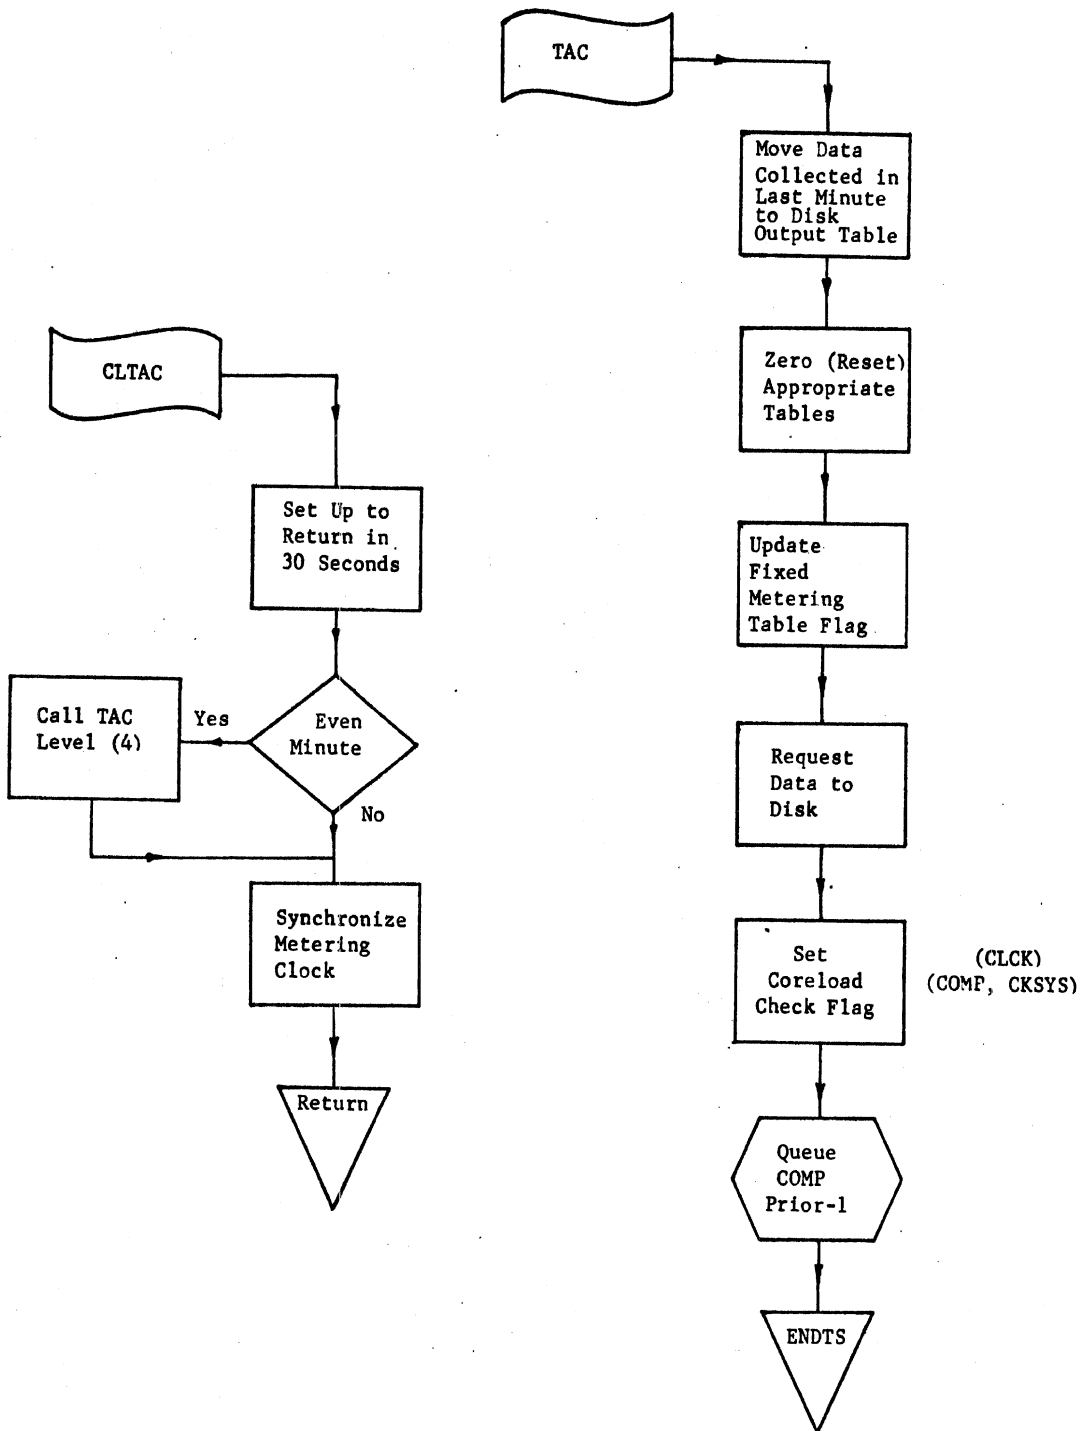 TAC
Move Data
Collected in
Last Minute
to Disk
Output Table
Zero (Reset)
Appropriate
Tables
Update
Fixed
Metering
Table Flag
Request
Data to
Disk
Set
Coreload
Check Flag
(CLCK)
(COMP, CKSYS)
Queue
COMP
Prior-1
ENDTS
CLTAC
Set Up to
Return in
30 Seconds
Even
Minute
Yes
Call TAC
Level (4)
No
Synchronize
Metering
Clock
Return